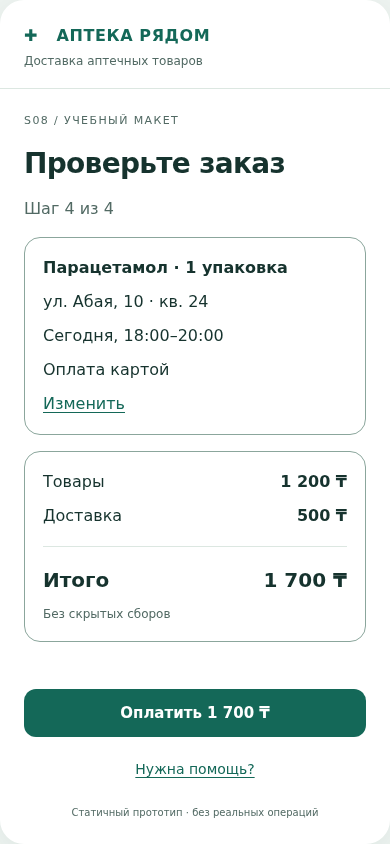 ✚ АПТЕКА РЯДОМ
Доставка аптечных товаров
S08 / УЧЕБНЫЙ МАКЕТ
Проверьте заказ
Шаг 4 из 4
Парацетамол · 1 упаковка
ул. Абая, 10 · кв. 24
Сегодня, 18:00–20:00
Оплата картой
Изменить
Товары 1 200 ₸
Доставка 500 ₸
Итого 1 700 ₸
Без скрытых сборов
Оплатить 1 700 ₸
Нужна помощь?
Статичный прототип · без реальных операций